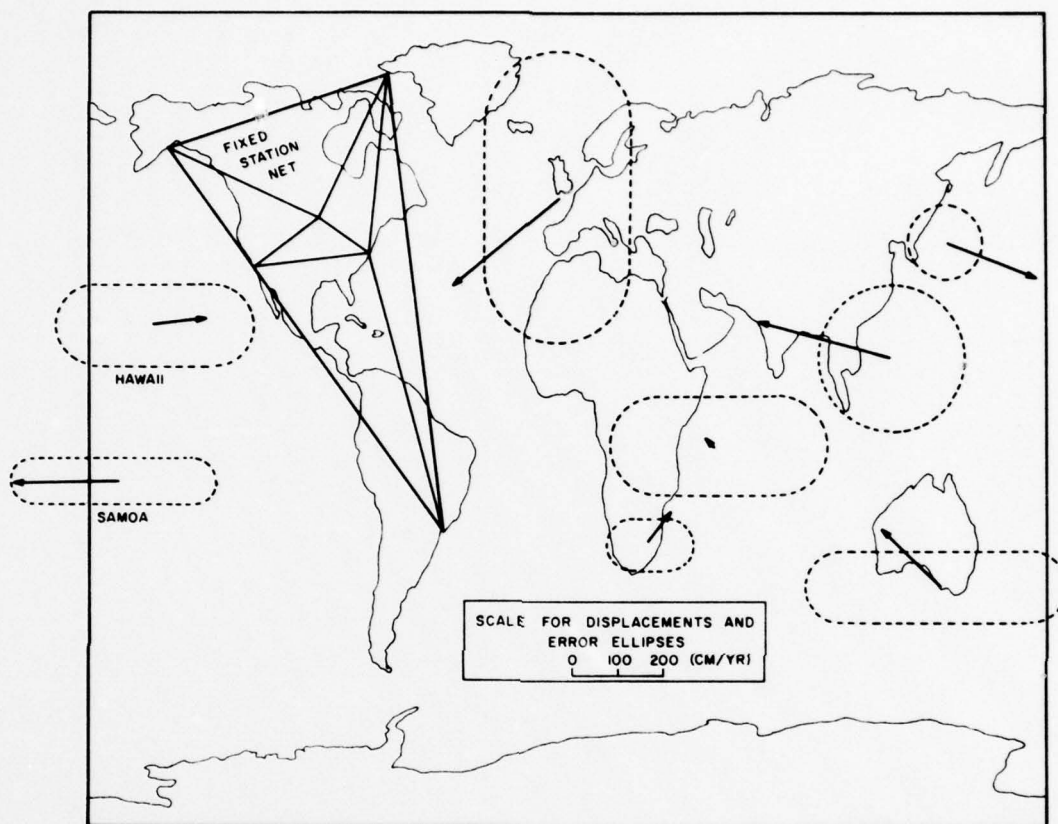 FIXED
STATION
NET
HAWAII
SAMOA
SCALE FOR DISPLACEMENTS AND
ERROR ELLIPSES
0 100 200 (CM/YR)